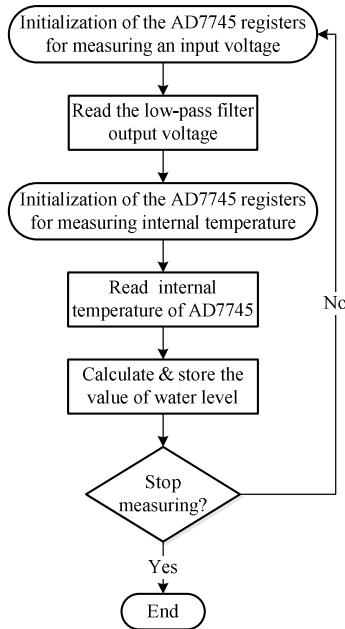 Initialization of the AD7745 registers
for measuring an input voltage
Read the low-pass filter
output voltage
Initialization of the AD7745 registers
for measuring internal temperature
Read internal
temperature of AD7745
No
Calculate & store the
value of water level
Stop
measuring?
Yes
End